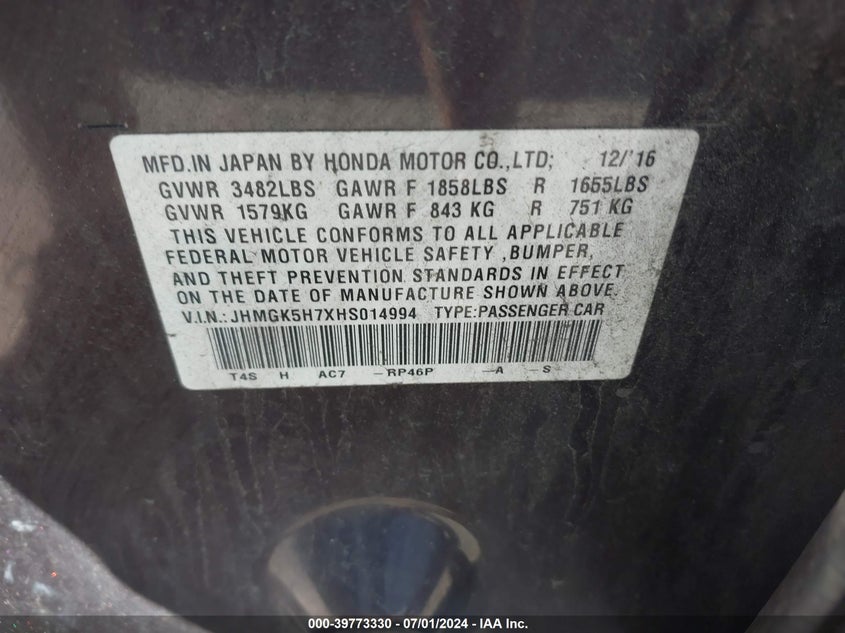 MFD.IN JAPAN BY HONDA MOTOR CO.,LTD; 12/'16
GVWR 3482LBS GAWR F 1858LBS R 1655LBS
GVWR 1579KG GAWR F 843 KG R 751 KG
THIS VEHICLE CONFORMS TO ALL APPLICABLE
FEDERAL MOTOR VEHICLE SAFETY ,BUMPER,
AND THEFT PREVENTION STANDARDS IN EFFECT
ON THE DATE OF MANUFACTURE SHOWN ABOVE.
V.I.N.:JHMGK5H7XHS014994 TYPE:PASSENGER CAR
T4S H AC7 -RP46P -A -S
000-39773330 - 07/01/2024 - IAA Inc.